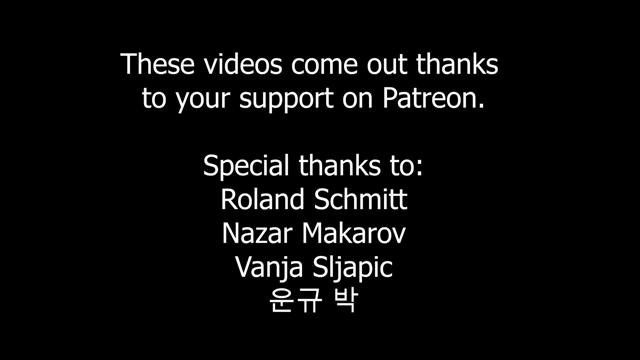 These videos come out thanks
to your support on Patreon.
Special thanks to:
Roland Schmitt
Nazar Makarov
Vanja Sljapic
운규 박